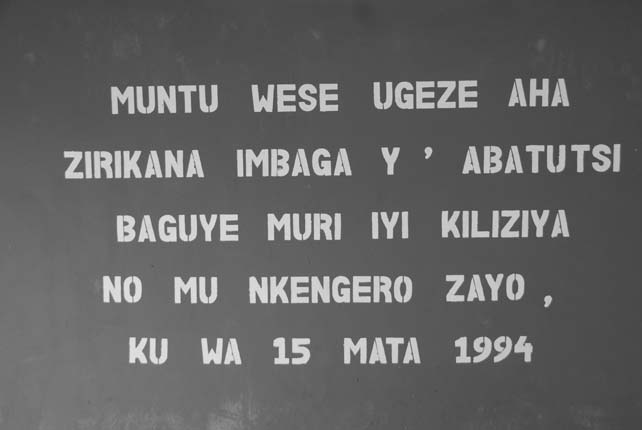 MUNTU WESE UGEZE AHA
ZIRIKANA IMBAGA Y ' ABATUTSI
BAGUYE MURI IYI KILIZIYA
NO MU NKENGERO ZAYO ,
KU WA 15 MATA 1994